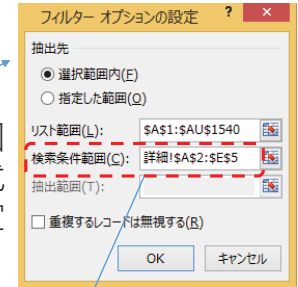 フィルター オプションの設定 ? ×
抽出先
選択範囲内(F)
指定した範囲(O)
リスト範囲(L): $A$1:$AU$1540
検索条件範囲(C): 詳細!$A$2:$E$5
抽出範囲(T):
重複するレコードは無視する(R)
OK キャンセル